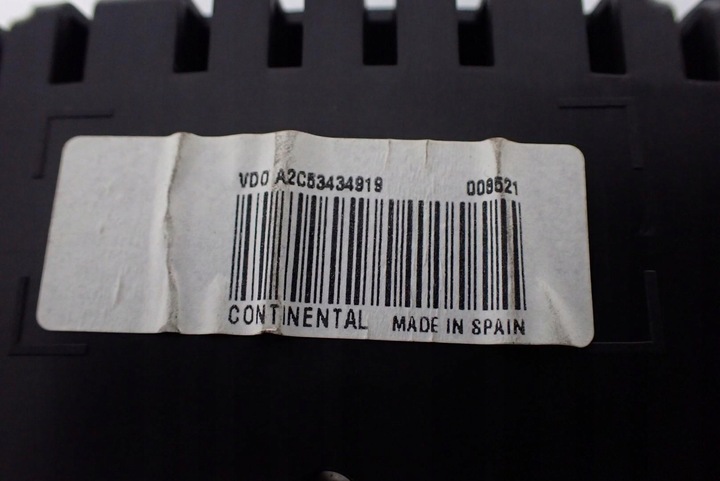 VDO A2C53434919 008521
CONTINENTAL MADE IN SPAIN